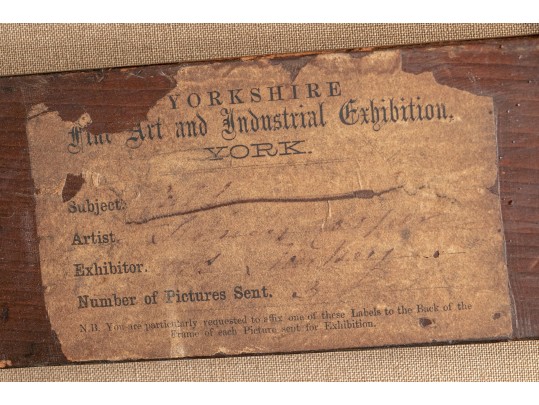 YORKSHIRE
Fine Art and Industrial Exhibition,
YORK.
Subject.
Artist.
Exhibitor.
Number of Pictures Sent. 3
N.B. You are particularly requested to affix one of these Labels to the Back of the
Frame of each Picture sent for Exhibition.